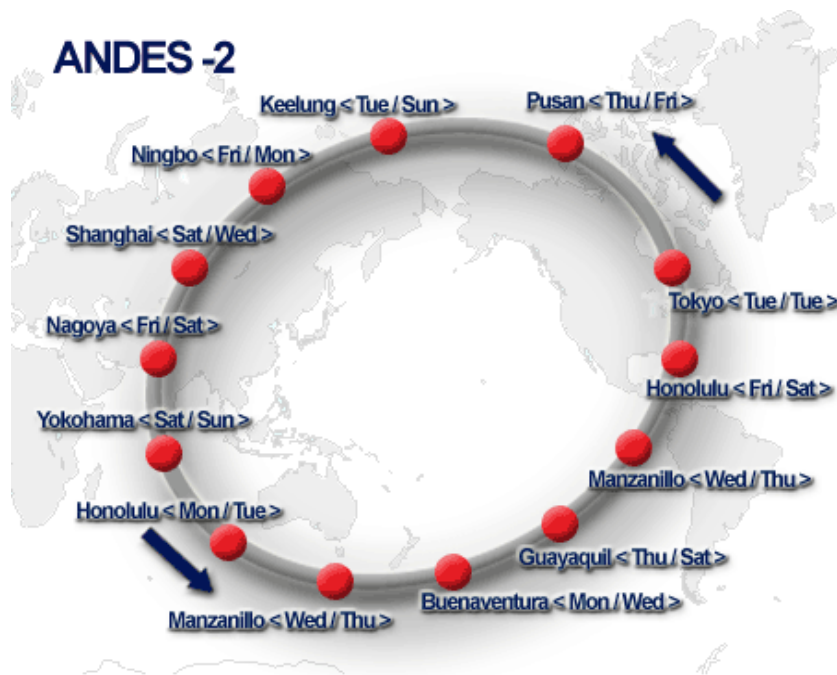 ANDES -2
Keelung < Tue / Sun >
Pusan < Thu / Fri >
Ningbo < Fri / Mon >
Shanghai < Sat / Wed >
Tokyo < Tue / Tue >
Nagoya < Fri / Sat >
Honolulu < Fri / Sat >
Yokohama < Sat / Sun >
Manzanillo < Wed / Thu >
Honolulu < Mon / Tue >
Guayaquil < Thu / Sat >
Buenaventura < Mon / Wed >
Manzanillo < Wed / Thu >